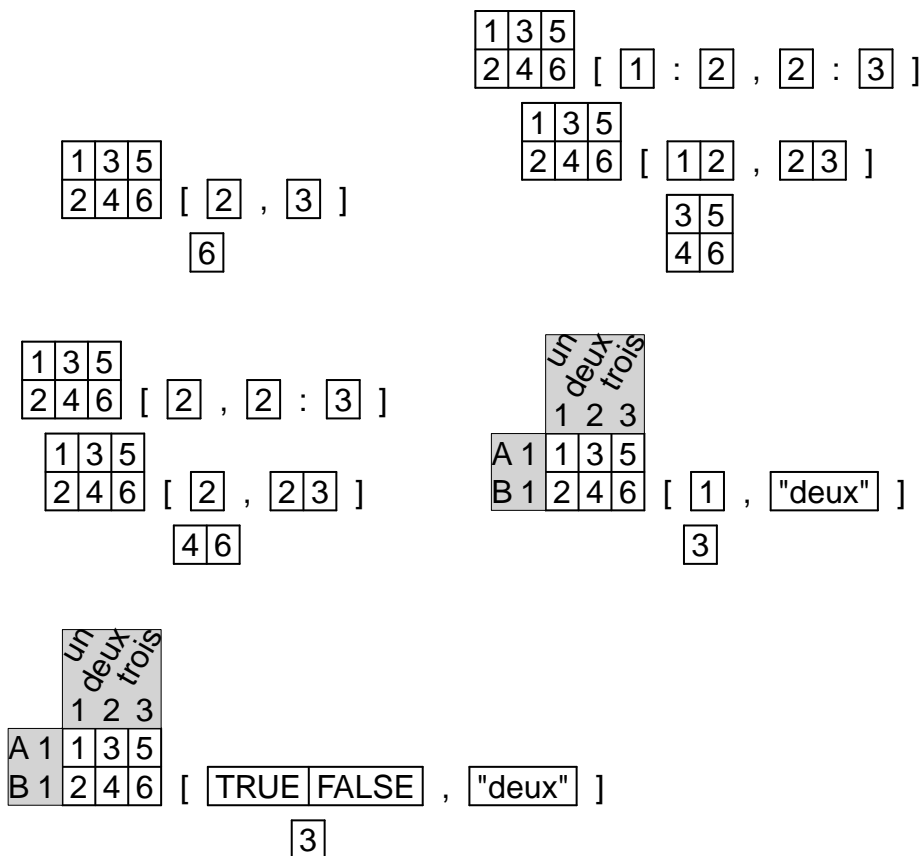 1 3 5
2 4 6 [ 2 , 3 ]
6
1 3 5
2 4 6 [ 1 : 2 , 2 : 3 ]
1 3 5
2 4 6 [ 1 2 , 2 3 ]
3 5
4 6
1 3 5
2 4 6 [ 2 , 2 : 3 ]
1 3 5
2 4 6 [ 2 , 2 3 ]
4 6
un deux trois
1 2 3
A 1 1 3 5
B 1 2 4 6 [ 1 , "deux" ]
3
un deux trois
1 2 3
A 1 1 3 5
B 1 2 4 6 [ TRUE FALSE , "deux" ]
3